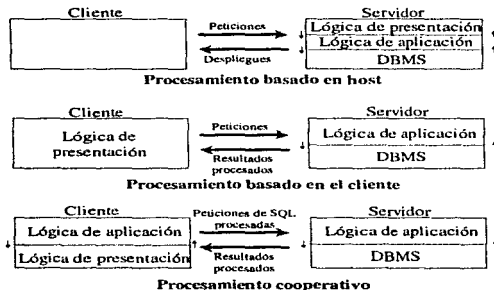 Cliente
Servidor
Peticiones
Despliegues
Lógica de presentación
Lógica de aplicación
DBMS
Procesamiento basado en host
Cliente
Servidor
Lógica de
presentación
Peticiones
Resultados
procesados
Lógica de aplicación
DBMS
Procesamiento basado en el cliente
Cliente
Servidor
Lógica de aplicación
Lógica de presentación
Peticiones de SQL
procesadas
Resultados
procesados
Lógica de aplicación
DBMS
Procesamiento cooperativo